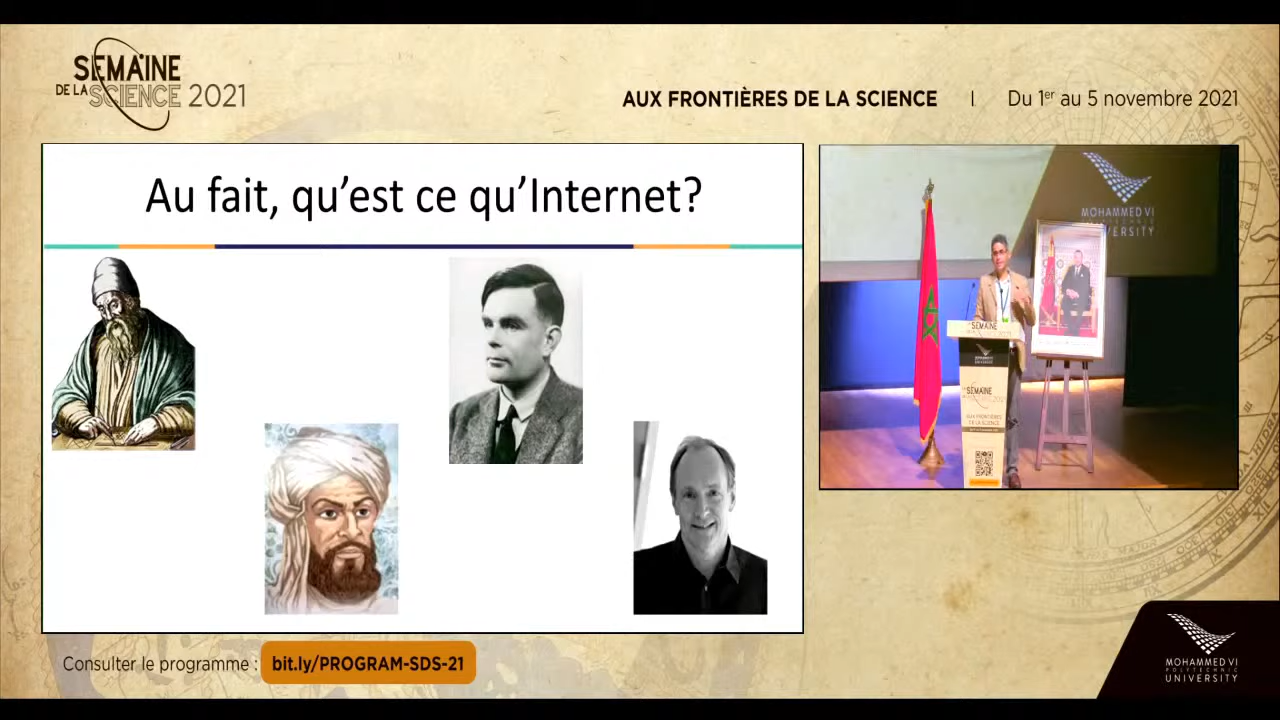 SEMAINE
DE LA SCIENCE 2021
AUX FRONTIÈRES DE LA SCIENCE | Du 1er au 5 novembre 2021
Au fait, qu’est ce qu’Internet?
MOHAMMED VI
POLYTECHNIC
UNIVERSITY
SEMAINE
SEMAINE
AUX FRONTIÈRES
DE LA SCIENCE
Consulter le programme : bit.ly/PROGRAM-SDS-21
MOHAMMED VI
POLYTECHNIC
UNIVERSITY